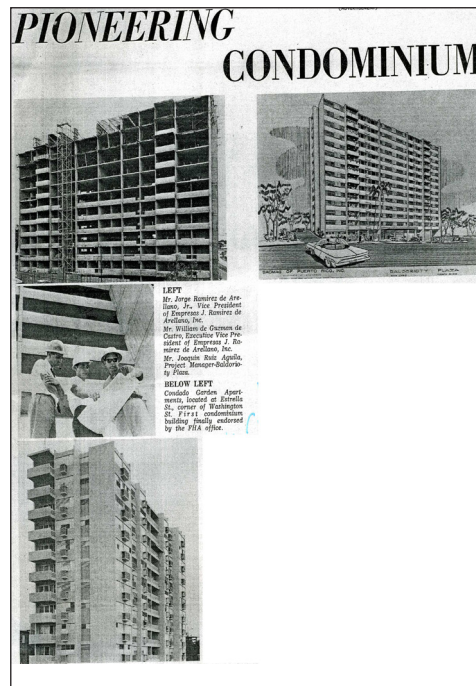 (ADVERTISEMENT)
PIONEERING
CONDOMINIUM
BALDORIOTY PLAZA
LEFT
Mr. Jorge Ramirez de Are-
llano, Jr., Vice President
of Empresas J. Ramirez de
Arellano, Inc.
Mr. William de Guzman de
Castro, Executive Vice Pre-
sident of Empresas J. Ra-
mirez de Arellano, Inc.
Mr. Joaquin Ruiz Aguila,
Project Manager-Baldorio-
ty Plaza.
BELOW LEFT
Condado Garden Apart-
ments, located at Estrella
St., corner of Washington
St. First condominium
building finally endorsed
by the FHA office.